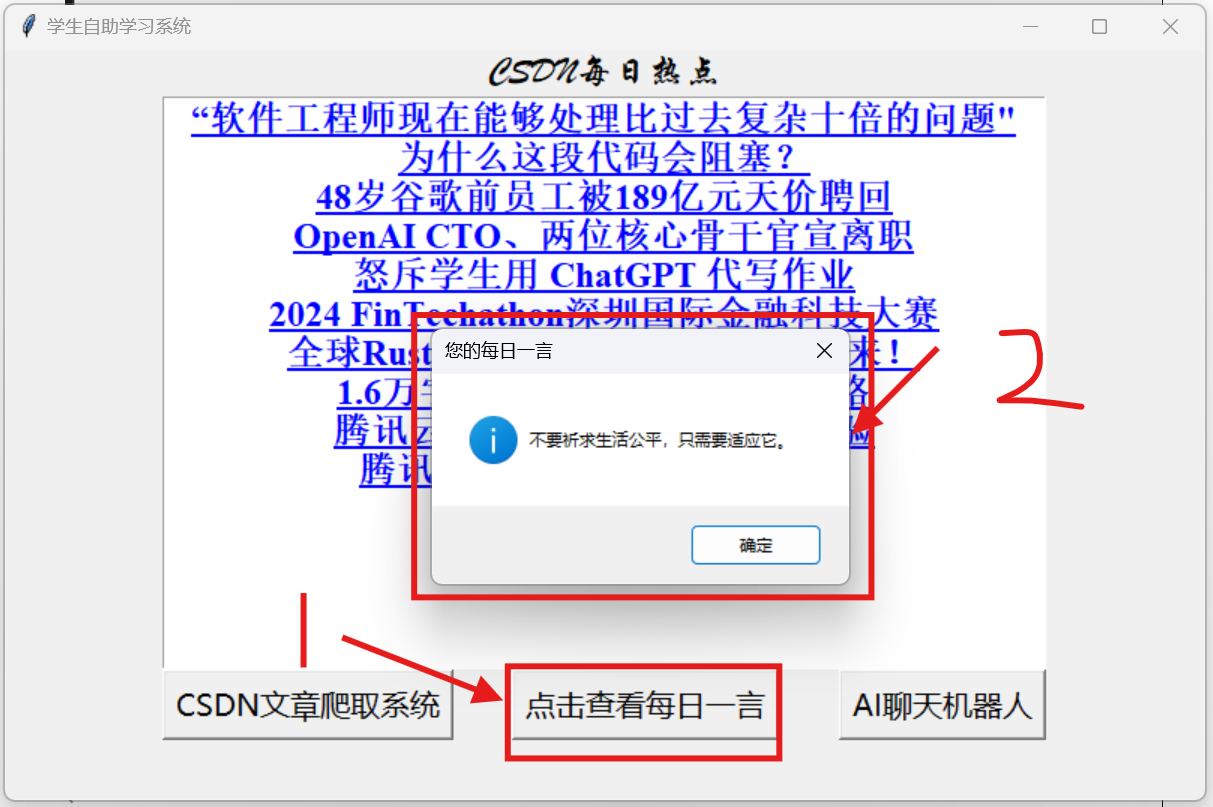 学生自助学习系统
CSDN每日热点
“软件工程师现在能够处理比过去复杂十倍的问题"
为什么这段代码会阻塞？
48岁谷歌前员工被189亿元天价聘回
OpenAI CTO、两位核心骨干官宣离职
怒斥学生用 ChatGPT 代写作业
2024 FinTechathon深圳国际金融科技大赛
全球Rust
来！
1.6万
腾讯云
验
腾讯
您的每日一言
不要祈求生活公平，只需要适应它。
确定
1
2
CSDN文章爬取系统
点击查看每日一言
AI聊天机器人